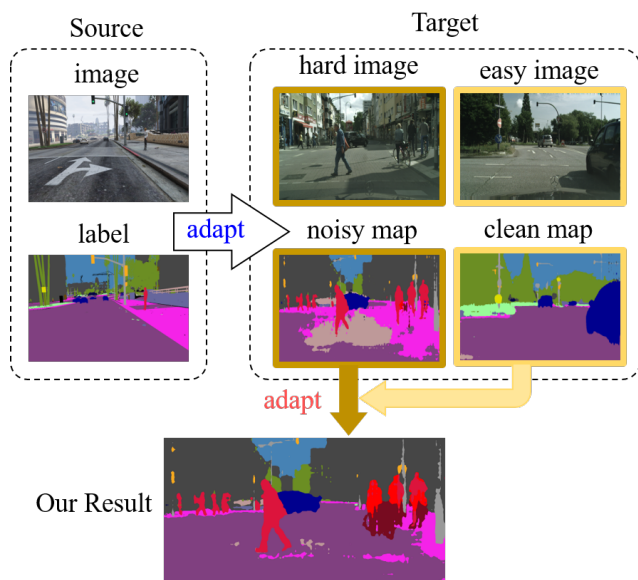 Source
Target
image
hard image
easy image
label
adapt
noisy map
clean map
adapt
Our Result